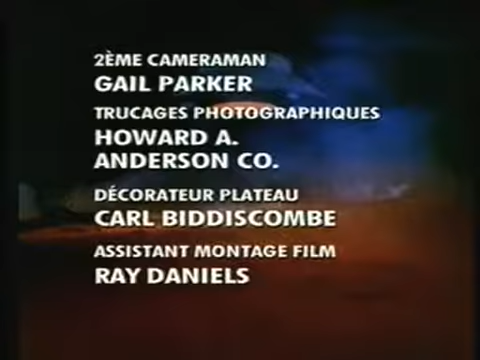 2ÈME CAMERAMAN
GAIL PARKER
TRUCAGES PHOTOGRAPHIQUES
HOWARD A.
ANDERSON CO.
DÉCORATEUR PLATEAU
CARL BIDDISCOMBE
ASSISTANT MONTAGE FILM
RAY DANIELS